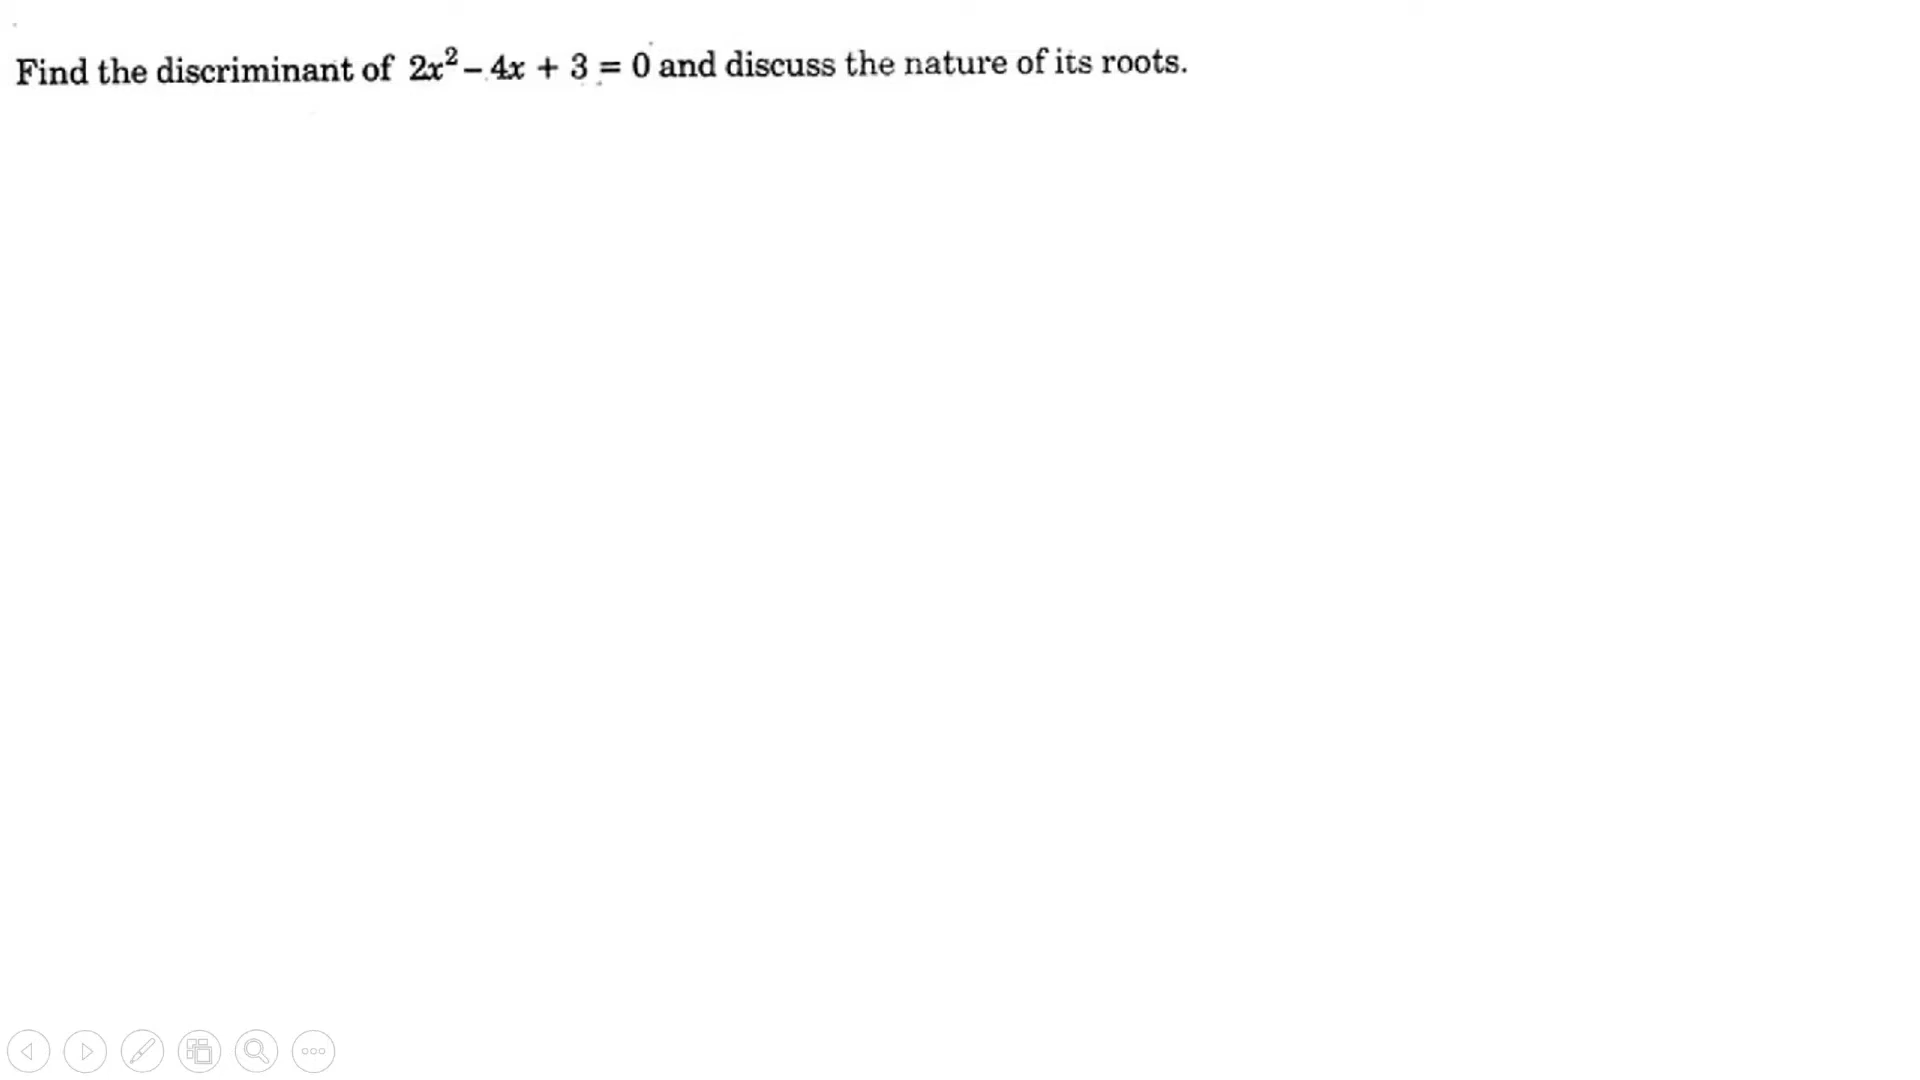 Find the discriminant of 2x² – 4x + 3 = 0 and discuss the nature of its roots.